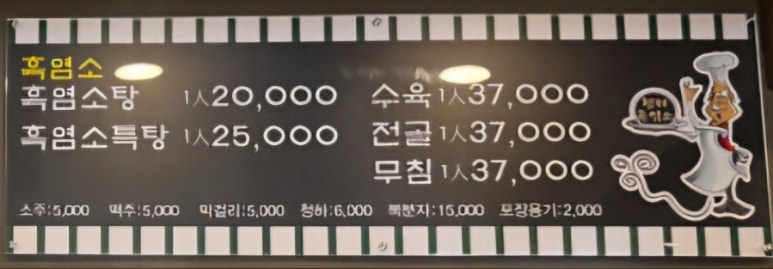 흑염소
흑염소탕 1人20,000
흑염소특탕 1人25,000
수육 1人37,000
전골 1人37,000
무침 1人37,000
소주:5,000 맥주:5,000 막걸리:5,000 청하:6,000 복분자:15,000 포장용기:2,000